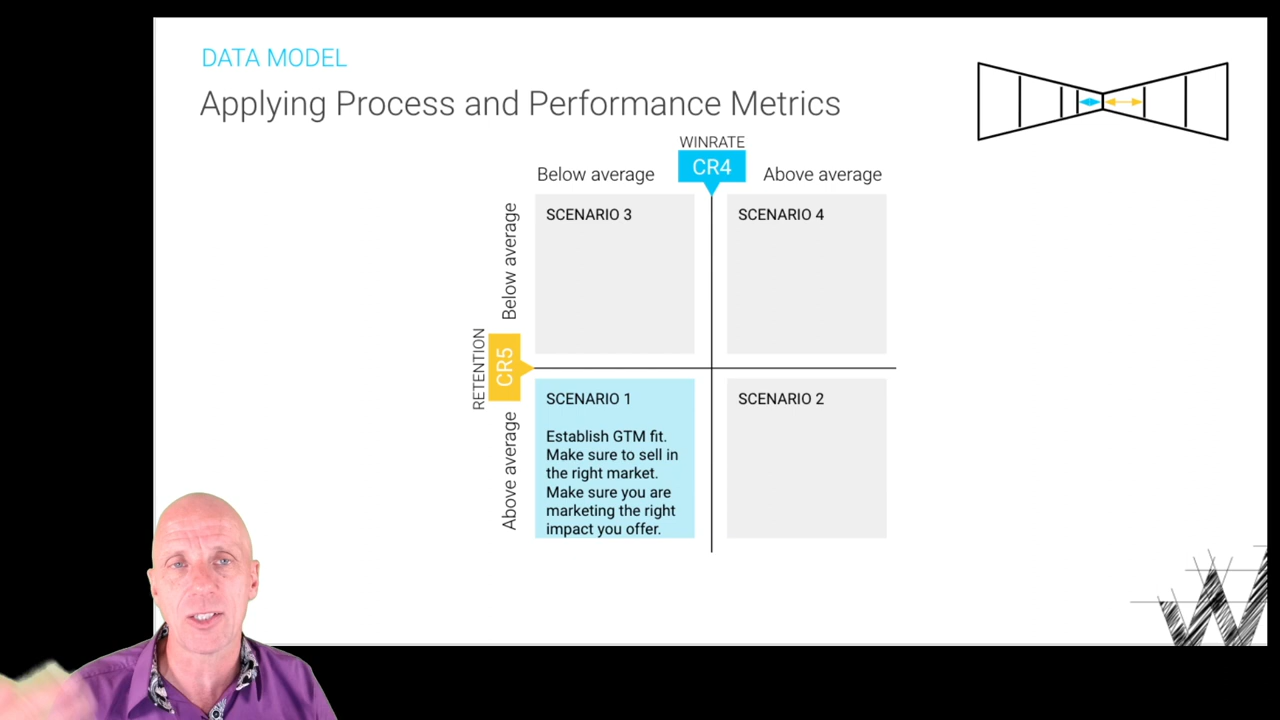 DATA MODEL
Applying Process and Performance Metrics
WINRATE
CR4
Below average
Above average
Below average
RETENTION
CR5
Above average
SCENARIO 3
SCENARIO 4
SCENARIO 1
Establish GTM fit.
Make sure to sell in
the right market.
Make sure you are
marketing the right
impact you offer.
SCENARIO 2
W